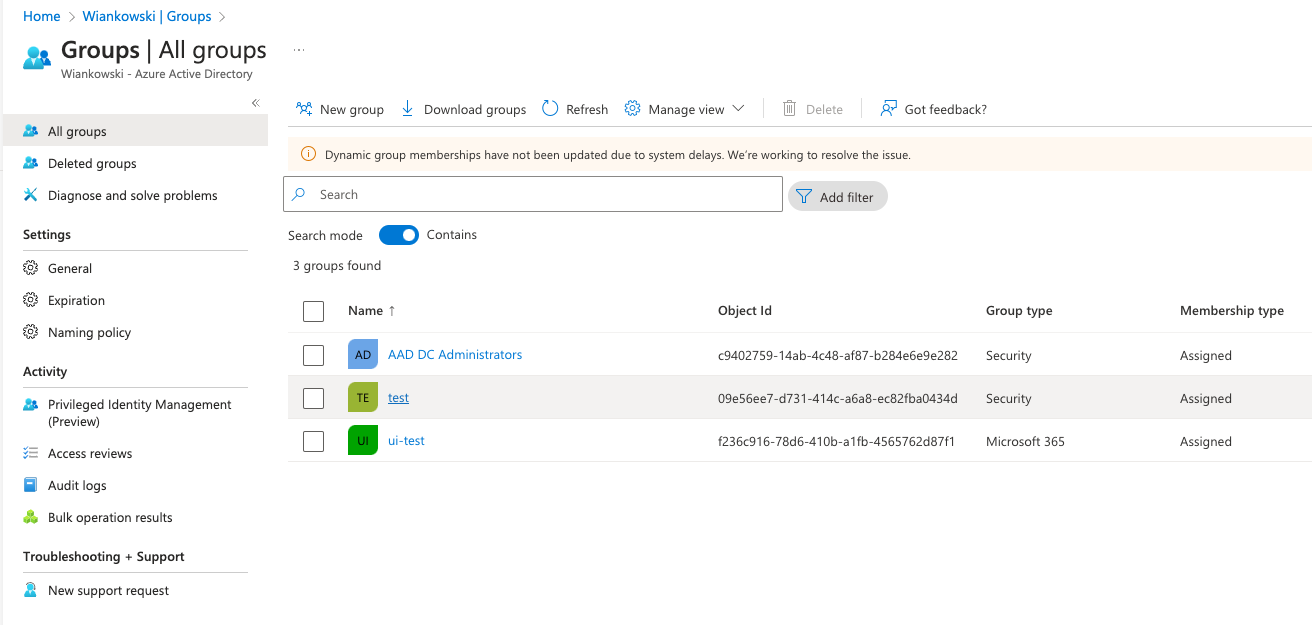 Home > Wiankowski | Groups >
Groups | All groups ...
Wiankowski - Azure Active Directory
«
New group Download groups Refresh Manage view Delete Got feedback?
All groups
Deleted groups
Diagnose and solve problems
Settings
General
Expiration
Naming policy
Activity
Privileged Identity Management
(Preview)
Access reviews
Audit logs
Bulk operation results
Troubleshooting + Support
New support request
Dynamic group memberships have not been updated due to system delays. We're working to resolve the issue.
Search Add filter
Search mode Contains
3 groups found
Name ↑ Object Id Group type Membership type
AD AAD DC Administrators c9402759-14ab-4c48-af87-b284e6e9e282 Security Assigned
TE test 09e56ee7-d731-414c-a6a8-ec82fba0434d Security Assigned
UI ui-test f236c916-78d6-410b-a1fb-4565762d87f1 Microsoft 365 Assigned